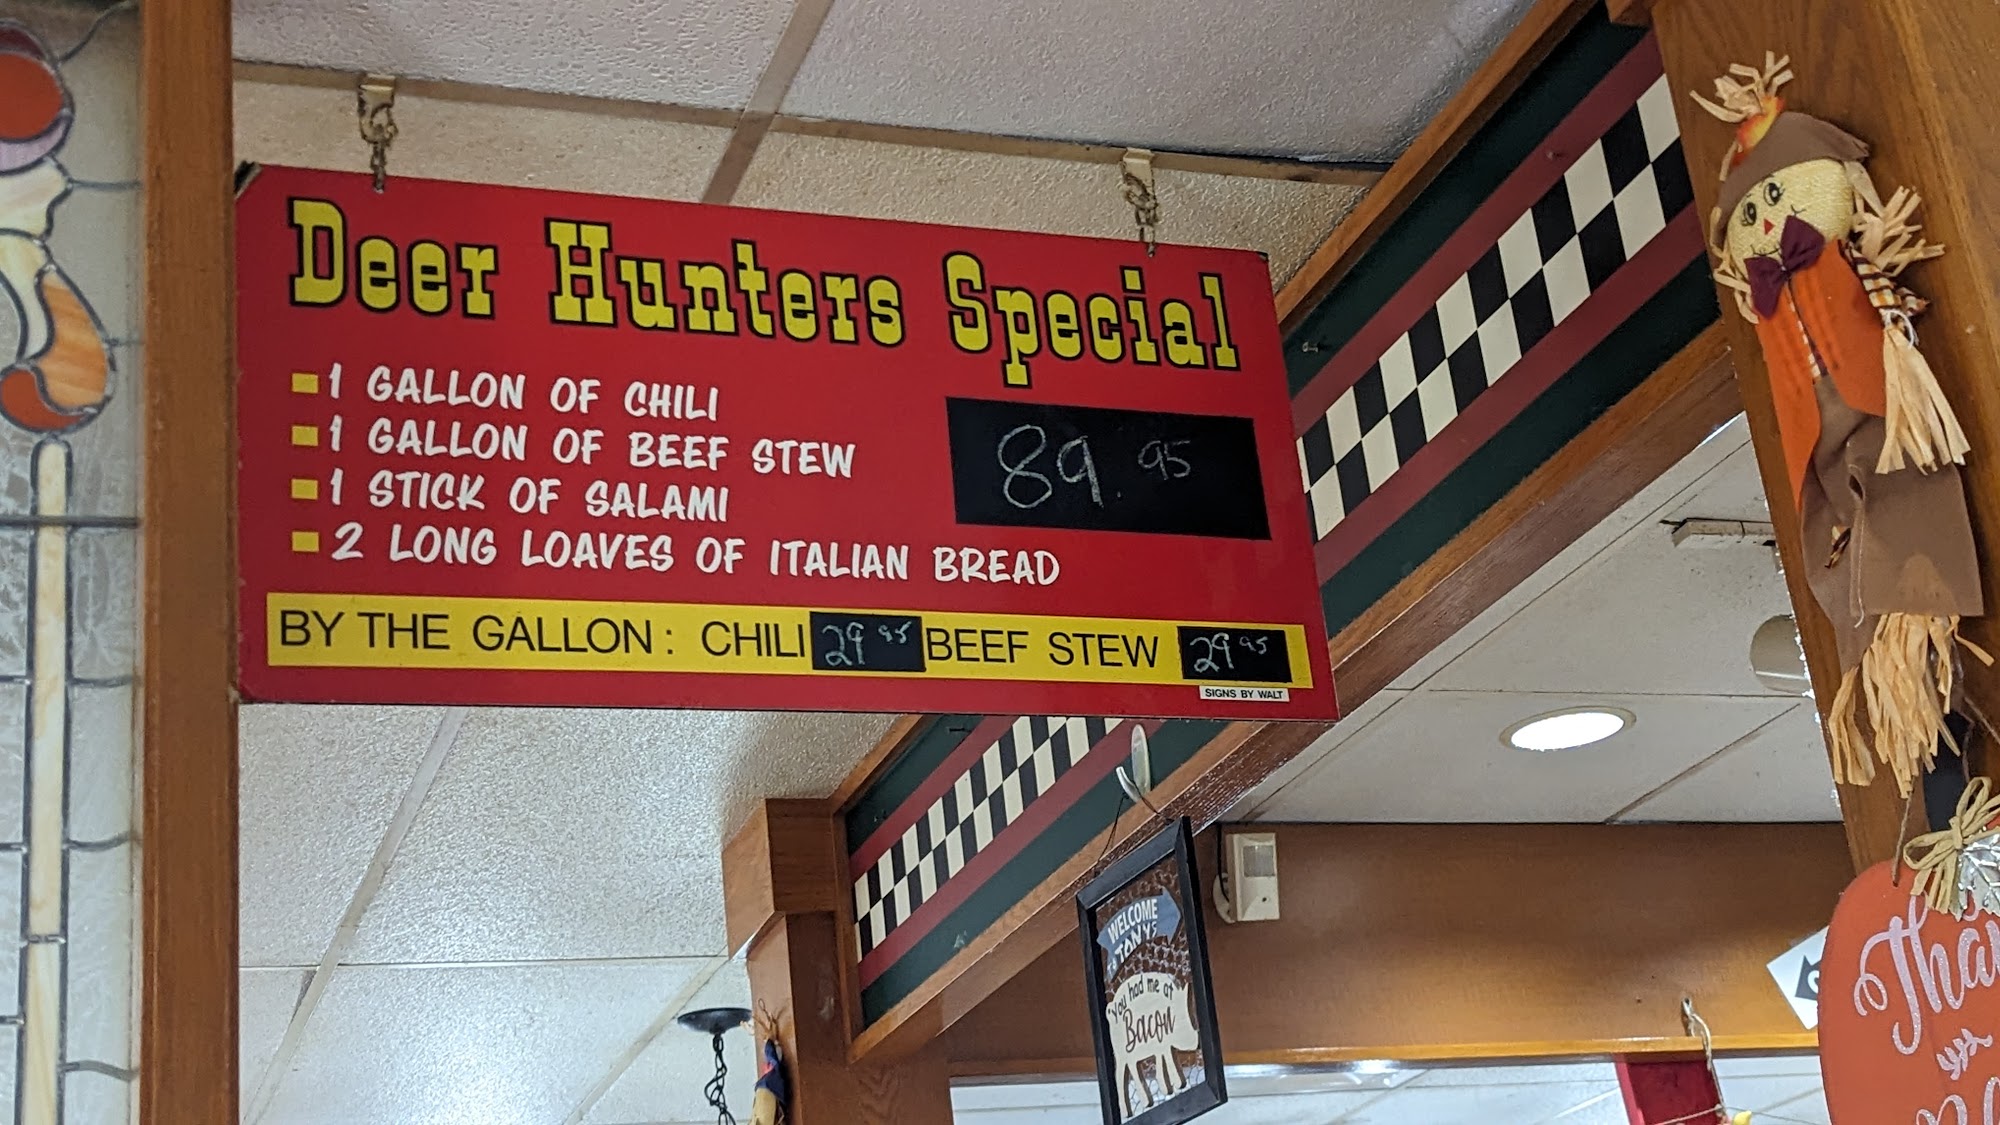 Deer Hunters Special
1 GALLON OF CHILI
1 GALLON OF BEEF STEW
1 STICK OF SALAMI
2 LONG LOAVES OF ITALIAN BREAD
89.95
BY THE GALLON: CHILI 29 95 BEEF STEW 29 95
SIGNS BY WALT
WELCOME
TO TONYS
"You had me at
Bacon